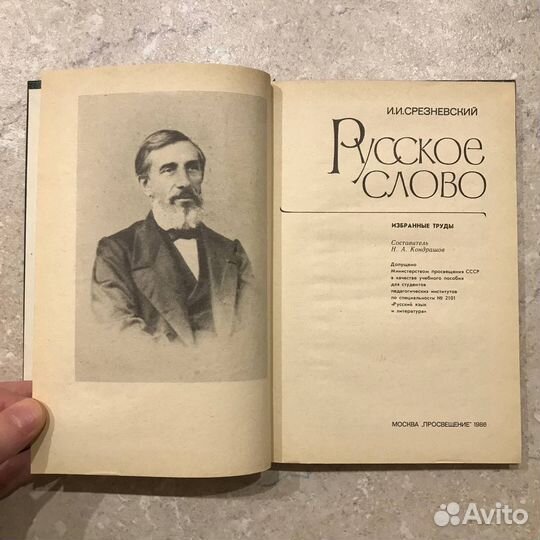 И.И.СРЕЗНЕВСКИЙ
РУССКОЕ
СЛОВО
ИЗБРАННЫЕ ТРУДЫ
Составитель
Н. А. Кондрашов
Допущено
Министерством просвещения СССР
в качестве учебного пособия
для студентов
педагогических институтов
по специальности № 2101
«Русский язык
и литература»
МОСКВА „ПРОСВЕЩЕНИЕ" 1986
Avito